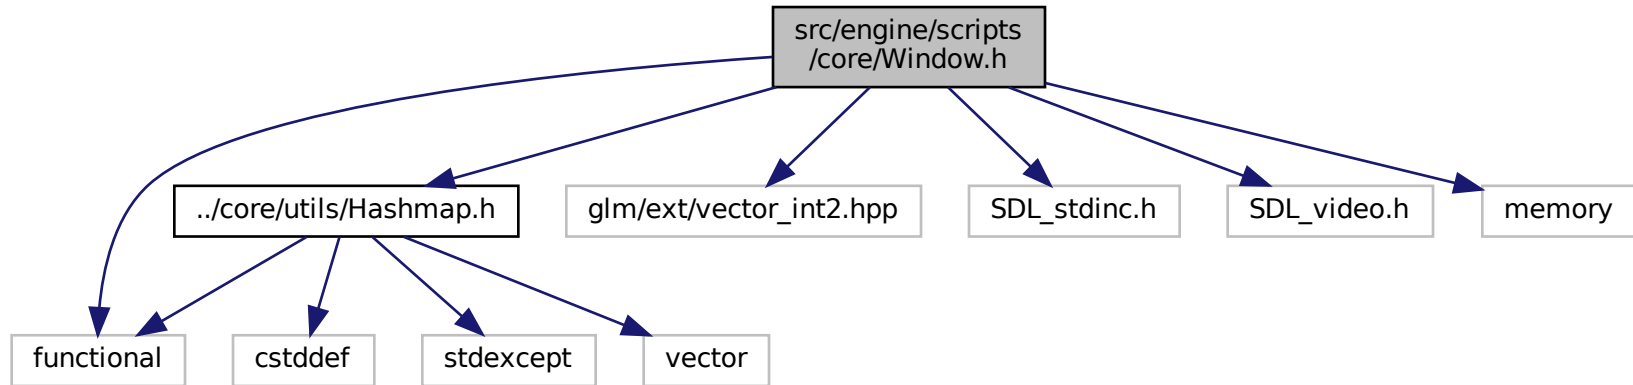 src/engine/scripts
/core/Window.h
../core/utils/Hashmap.h
glm/ext/vector_int2.hpp
SDL_stdinc.h
SDL_video.h
memory
functional
cstddef
stdexcept
vector